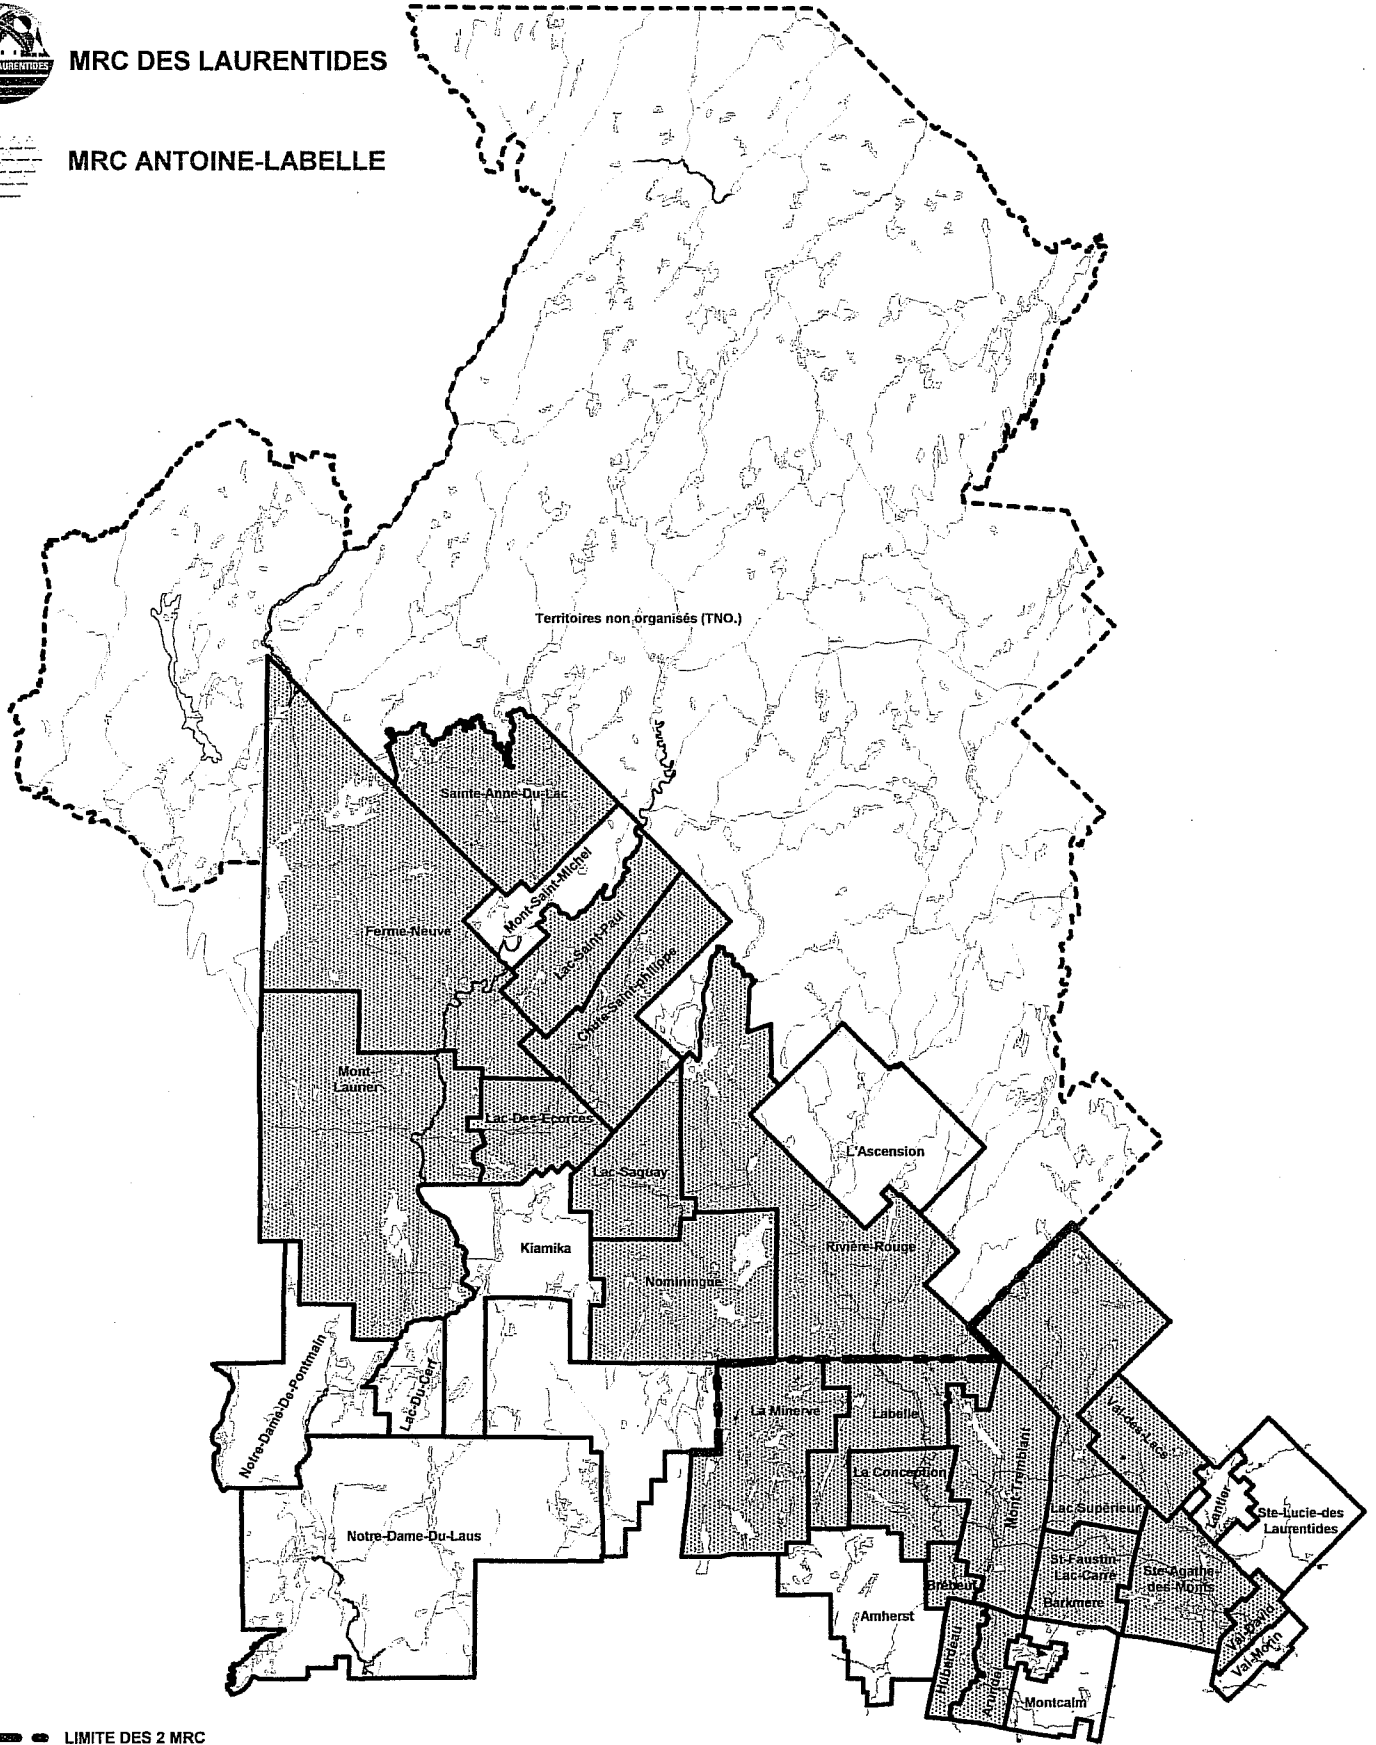 LAURENTIDES
MRC DES LAURENTIDES
MRC ANTOINE-LABELLE
Territoires non organisés (TNO.)
Sainte-Anne-Du-Lac
Mont-Saint-Michel
Ferme-Neuve
Lac-Saint-Paul
Chute-Saint-philippe
Mont-
Laurier
Lac-Des-Ecorces
L'Ascension
Lac-Saguay
Kiamika
Rivière-Rouge
Nominingue
Notre-Dame-De-Pontmain
Lac-Du-Cerf
La Minerve
Labelle
Val-des-Lacs
La Conception
Mont-Tremblant
Lac Supérieur
Lantier
Ste-Lucie-des
Laurentides
Notre-Dame-Du-Laus
St-Faustin-
Lac-Carré
Ste-Agathe-
des-Monts
Brébeuf
Barkmere
Amherst
Val-David
Val-Morin
Huberdeau
Arundel
Montcalm
LIMITE DES 2 MRC